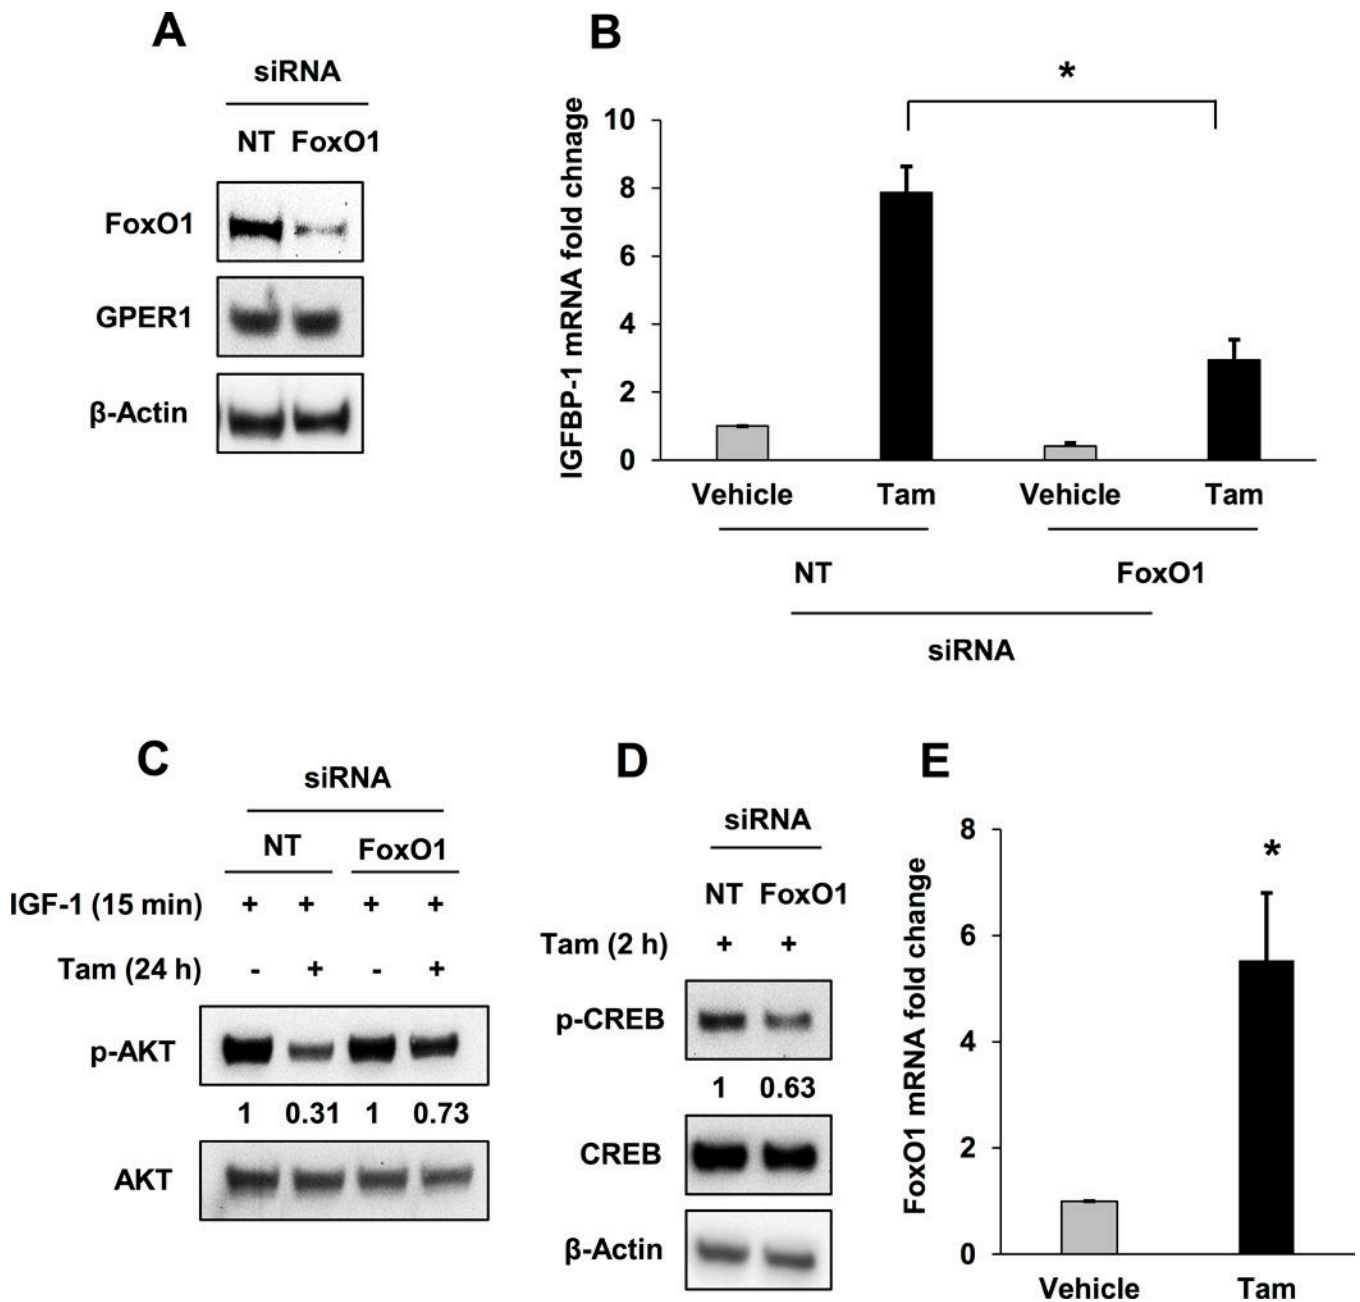 A
siRNA
NT FoxO1
FoxO1
GPER1
β-Actin
B
*
IGFBP-1 mRNA fold chnage
10
8
6
4
2
0
Vehicle Tam Vehicle Tam
NT FoxO1
siRNA
C
siRNA
NT FoxO1
IGF-1 (15 min) + + + +
Tam (24 h) - + - +
p-AKT
1 0.31 1 0.73
AKT
D
siRNA
NT FoxO1
Tam (2 h) + +
p-CREB
1 0.63
CREB
β-Actin
E
*
FoxO1 mRNA fold change
8
6
4
2
0
Vehicle Tam